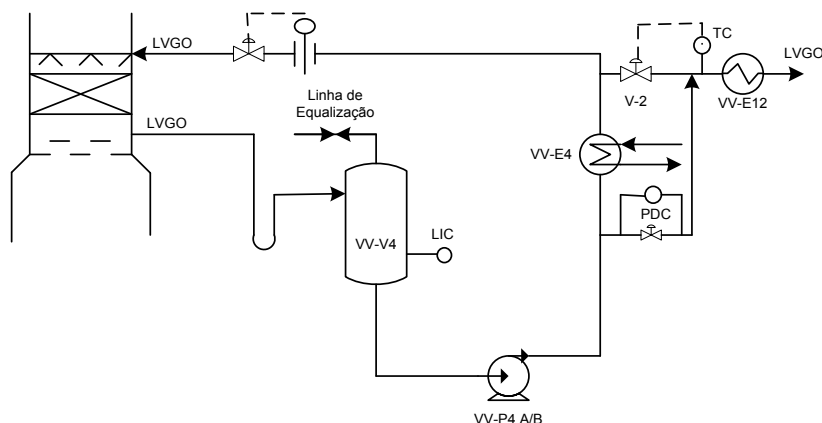 LVGO
TC
LVGO
V-2
VV-E12
Linha de
Equalização
LVGO
VV-E4
PDC
LIC
VV-V4
VV-P4 A/B